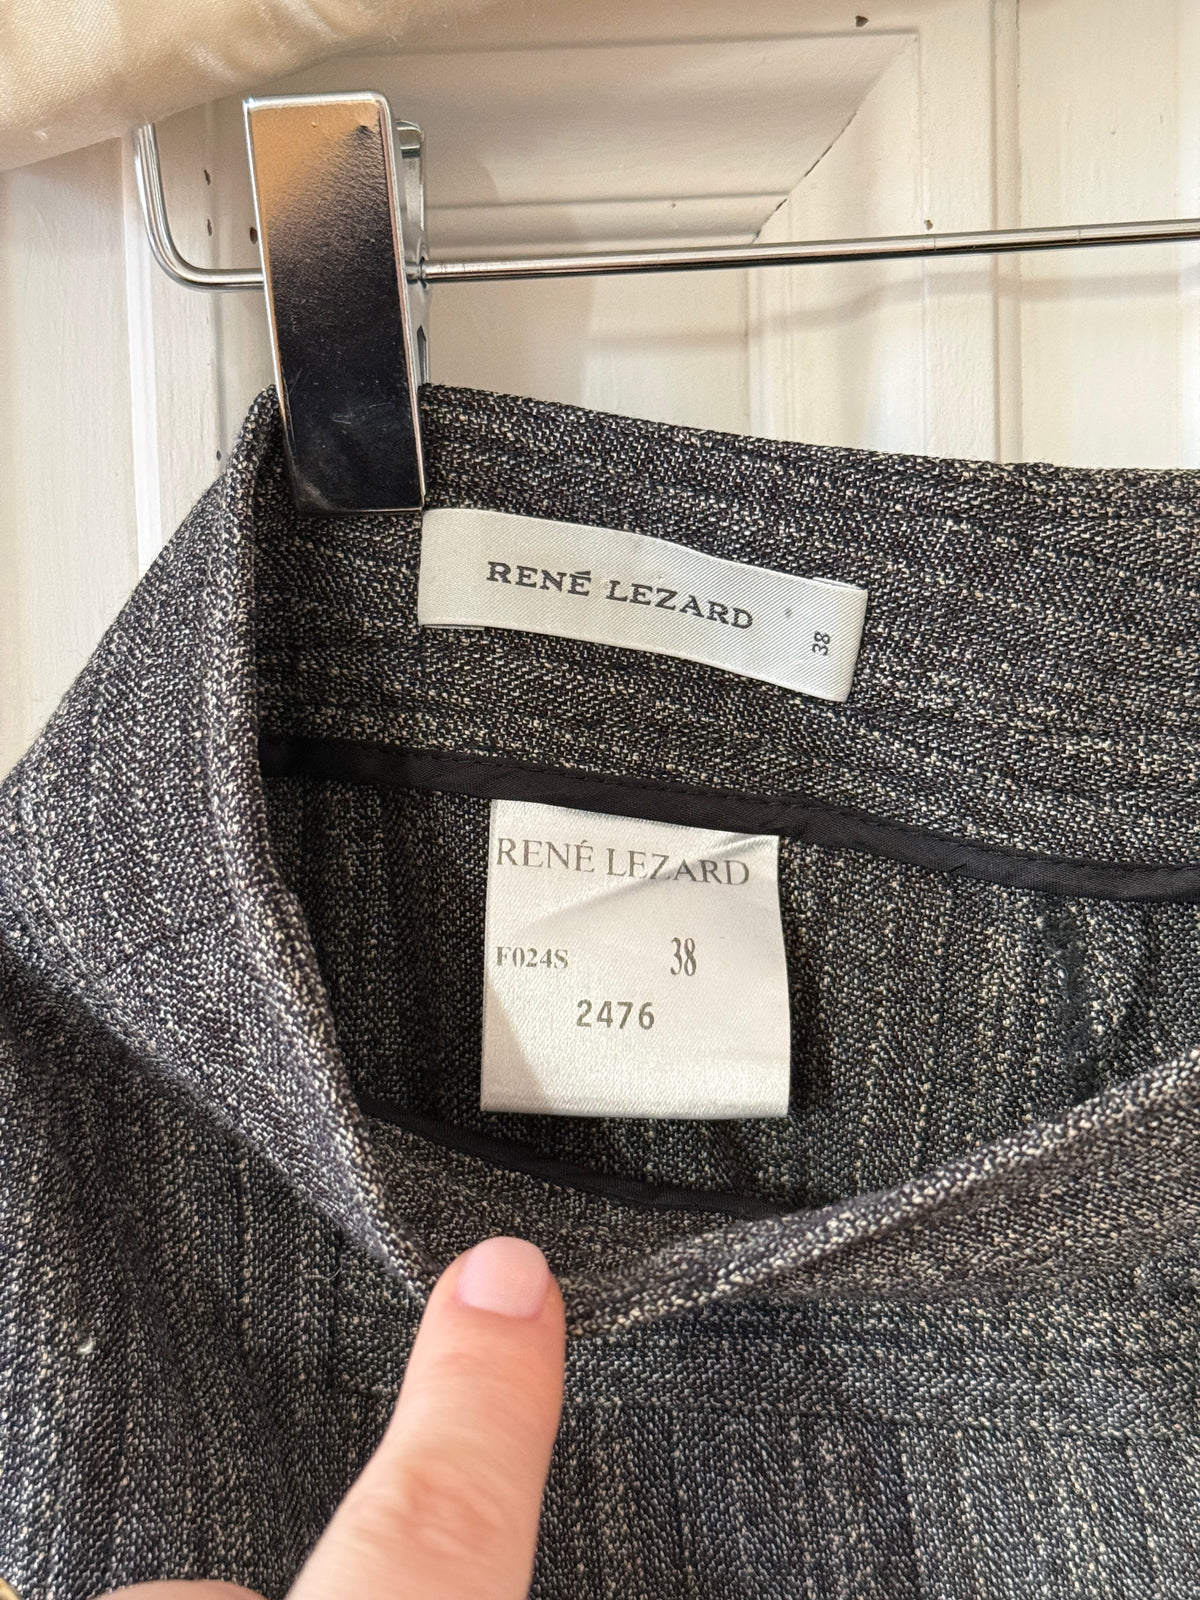 RENÉ LEZARD
38
RENÉ LEZARD
F024S 38
2476